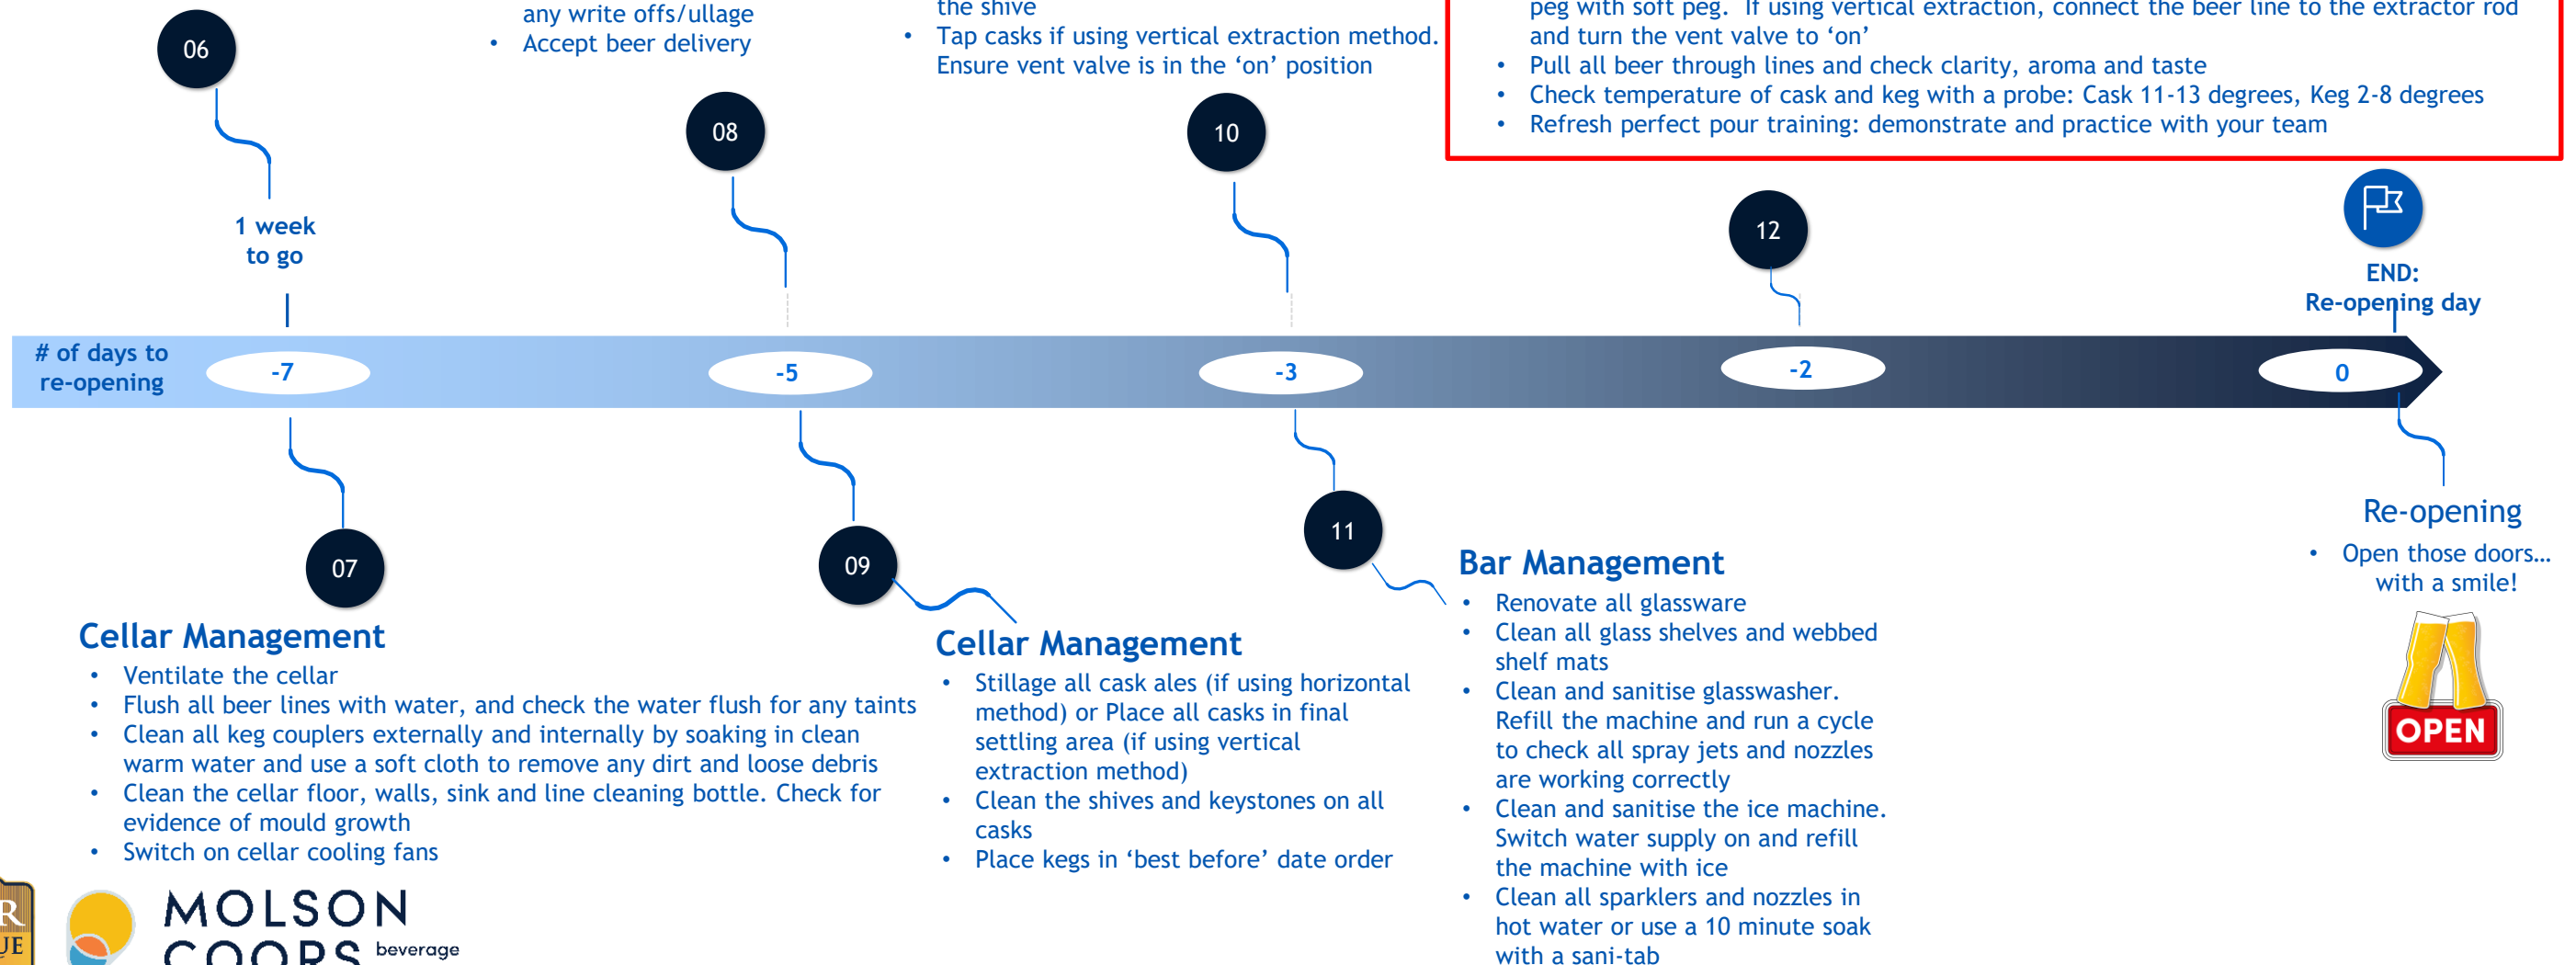 any write offs/ullage
• Accept beer delivery
the shive
• Tap casks if using vertical extraction method.
Ensure vent valve is in the ‘on’ position
peg with soft peg. If using vertical extraction, connect the beer line to the extractor rod
and turn the vent valve to ‘on’
• Pull all beer through lines and check clarity, aroma and taste
• Check temperature of cask and keg with a probe: Cask 11-13 degrees, Keg 2-8 degrees
• Refresh perfect pour training: demonstrate and practice with your team
06
08
10
12
1 week
to go
END:
Re-opening day
# of days to
re-opening
-7
-5
-3
-2
0
07
Cellar Management
• Ventilate the cellar
• Flush all beer lines with water, and check the water flush for any taints
• Clean all keg couplers externally and internally by soaking in clean
warm water and use a soft cloth to remove any dirt and loose debris
• Clean the cellar floor, walls, sink and line cleaning bottle. Check for
evidence of mould growth
• Switch on cellar cooling fans
09
Cellar Management
• Stillage all cask ales (if using horizontal
method) or Place all casks in final
settling area (if using vertical
extraction method)
• Clean the shives and keystones on all
casks
• Place kegs in ‘best before’ date order
11
Bar Management
• Renovate all glassware
• Clean all glass shelves and webbed
shelf mats
• Clean and sanitise glasswasher.
Refill the machine and run a cycle
to check all spray jets and nozzles
are working correctly
• Clean and sanitise the ice machine.
Switch water supply on and refill
the machine with ice
• Clean all sparklers and nozzles in
hot water or use a 10 minute soak
with a sani-tab
Re-opening
• Open those doors…
with a smile!
OPEN
MOLSON
COORS beverage